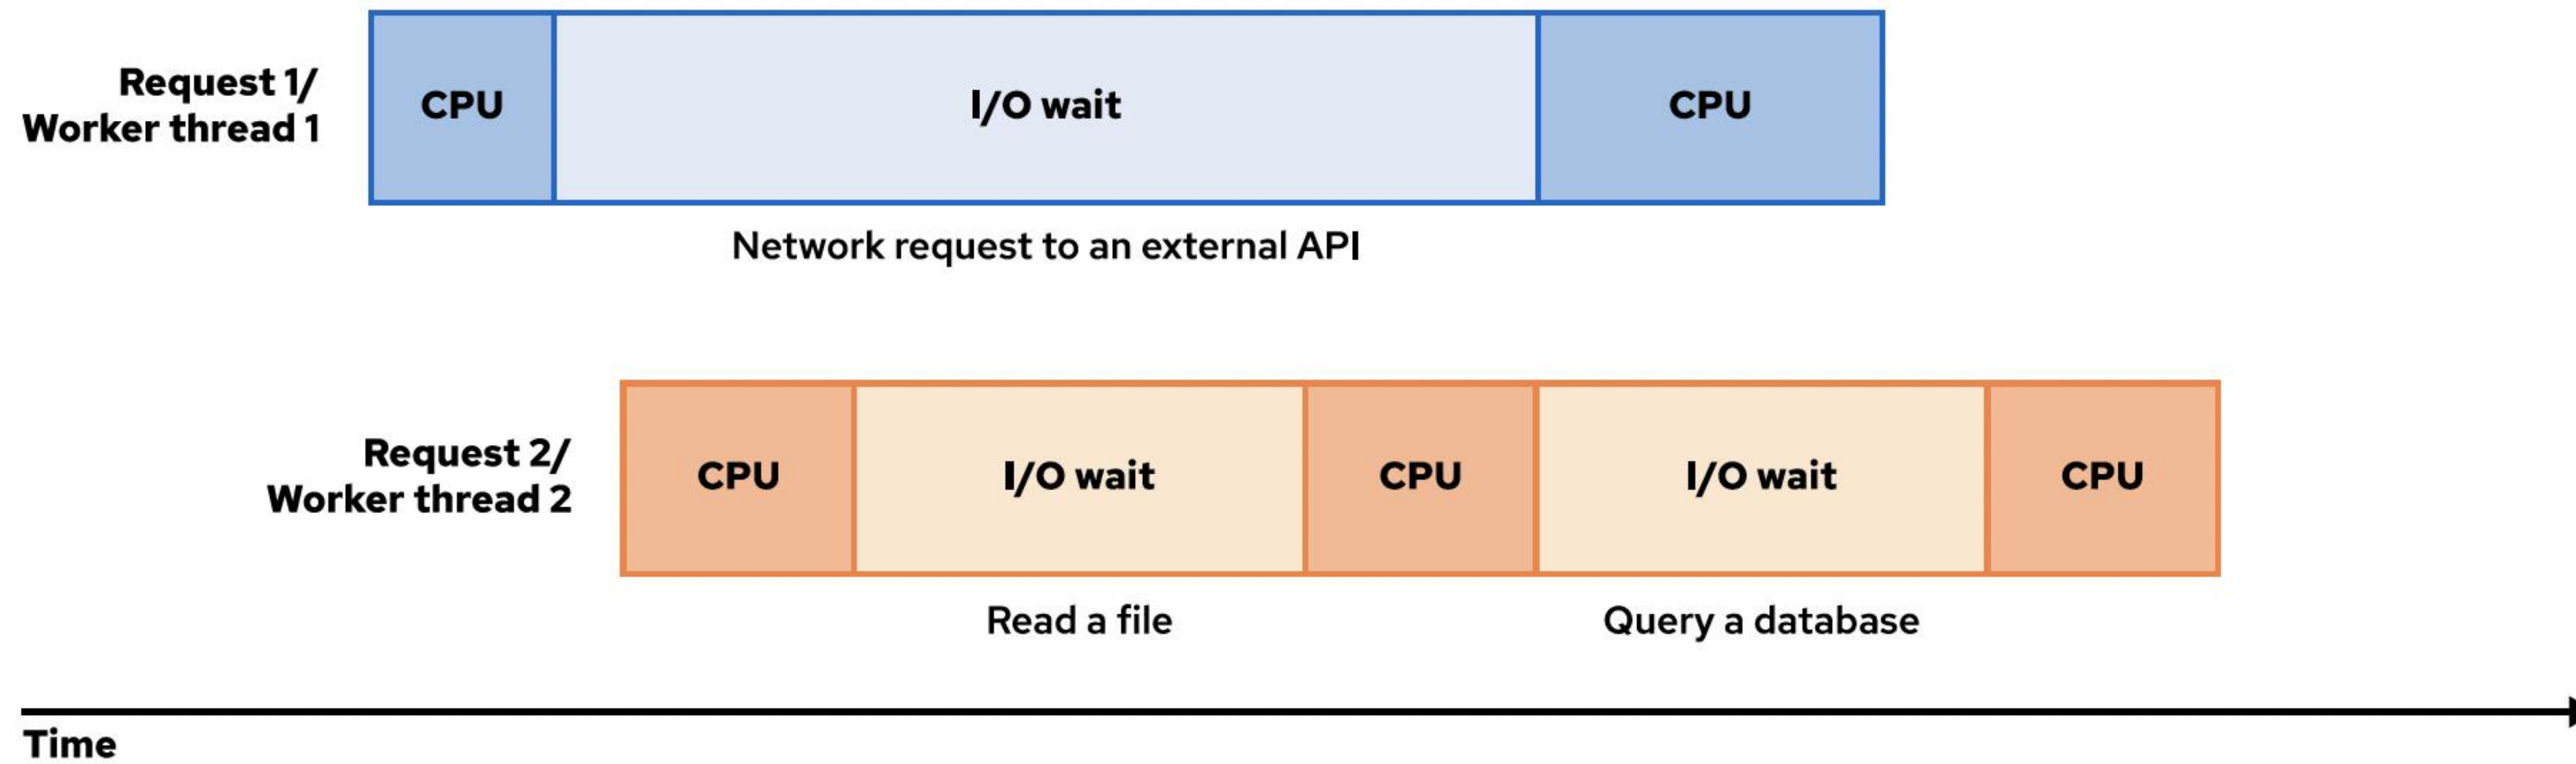 Request 1/
Worker thread 1
CPU
I/O wait
CPU
Network request to an external API
Request 2/
Worker thread 2
CPU
I/O wait
CPU
I/O wait
CPU
Read a file
Query a database
Time